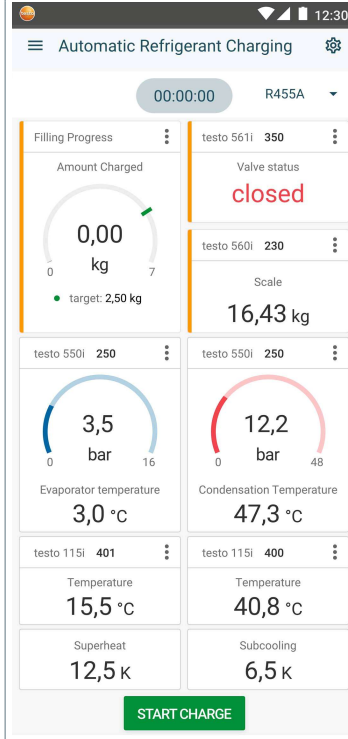 12:30
Automatic Refrigerant Charging
00:00:00
R455A
Filling Progress
Amount Charged
0,00
kg
0
7
target: 2,50 kg
testo 561i 350
Valve status
closed
testo 560i 230
Scale
16,43 kg
testo 550i 250
3,5
bar
0
16
Evaporator temperature
3,0 °C
testo 550i 250
12,2
bar
0
48
Condensation Temperature
47,3 °C
testo 115i 401
Temperature
15,5 °C
testo 115i 400
Temperature
40,8 °C
Superheat
12,5 K
Subcooling
6,5 K
START CHARGE